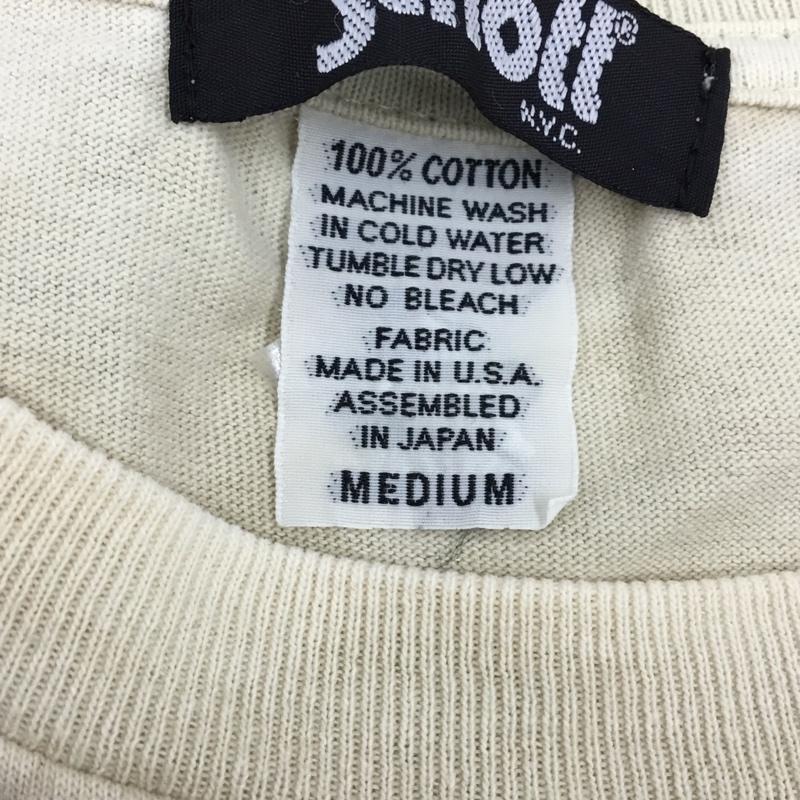 Schott®
N.Y.C.
100% COTTON
MACHINE WASH
IN COLD WATER
TUMBLE DRY LOW
NO BLEACH
FABRIC
MADE IN U.S.A.
ASSEMBLED
IN JAPAN
MEDIUM